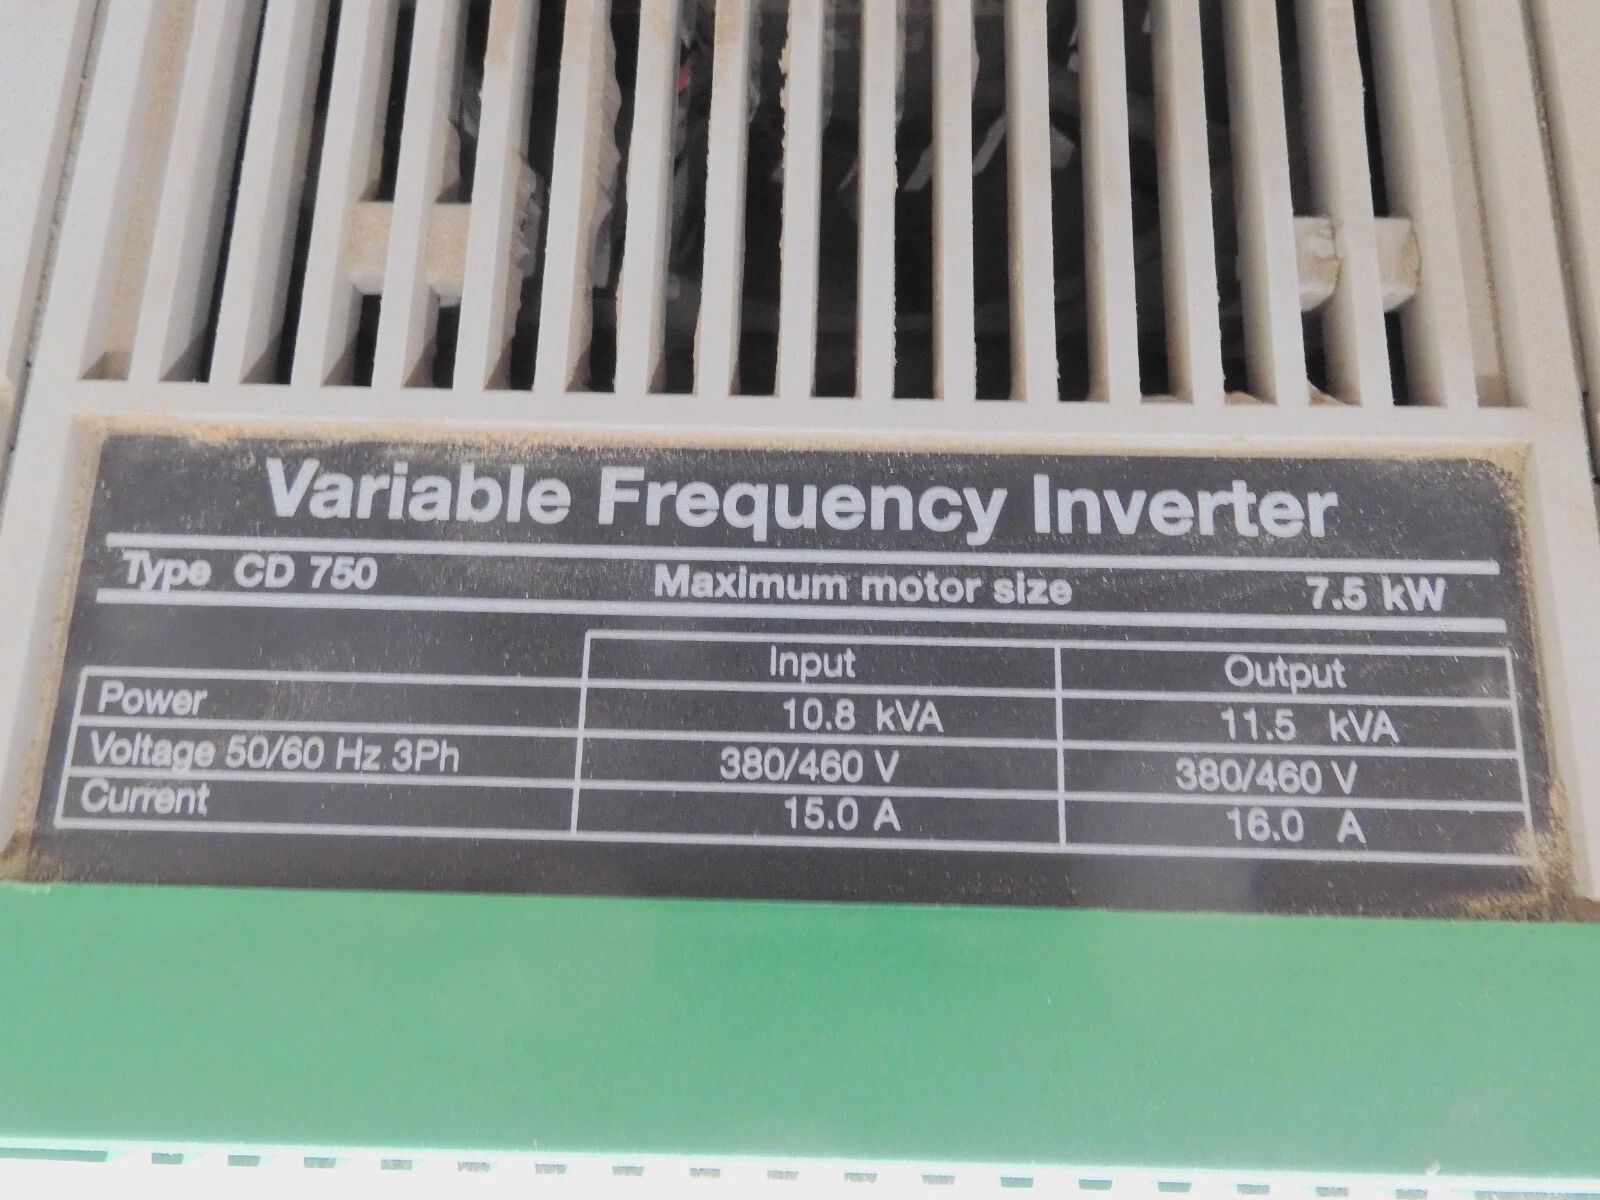 Variable Frequency Inverter
Type CD 750 Maximum motor size 7.5 kW
Input Output
Power 10.8 kVA 11.5 kVA
Voltage 50/60 Hz 3Ph 380/460 V 380/460 V
Current 15.0 A 16.0 A